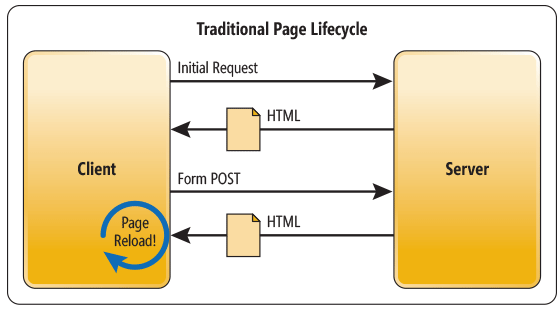 Traditional Page Lifecycle
Initial Request
HTML
Client
Server
Form POST
Page
Reload!
HTML